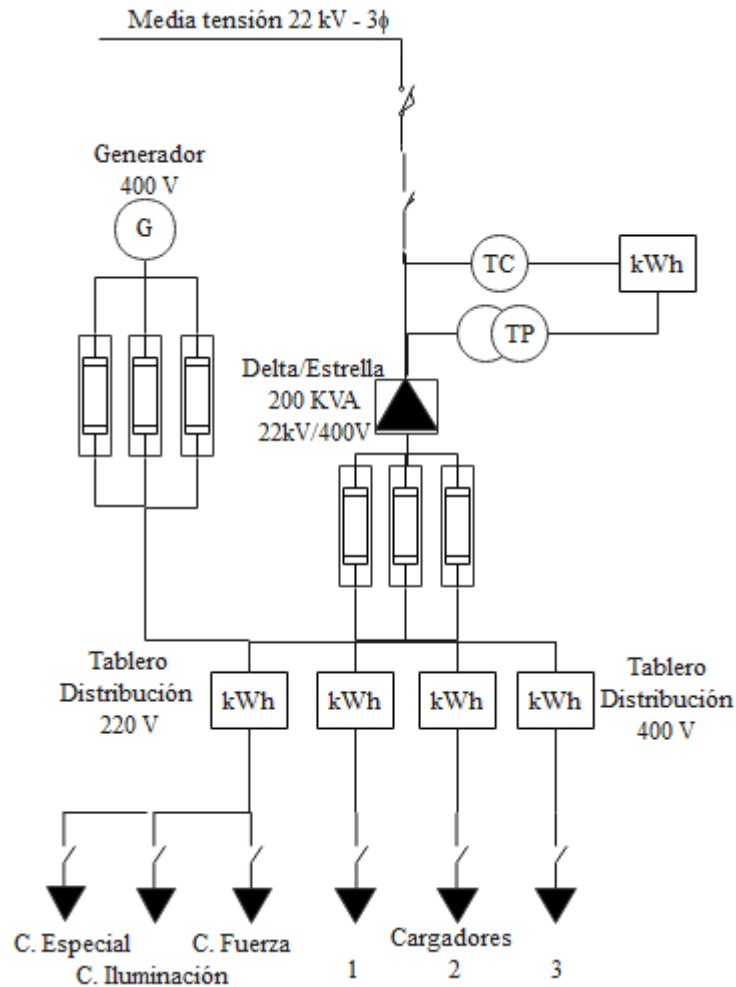 Media tensión 22 kV - 3ϕ
Generador
400 V
G
TC
kWh
TP
Delta/Estrella
200 KVA
22kV/400V
Tablero
Distribución
220 V
kWh
kWh
kWh
kWh
Tablero
Distribución
400 V
C. Especial
C. Iluminación
C. Fuerza
Cargadores
1
2
3